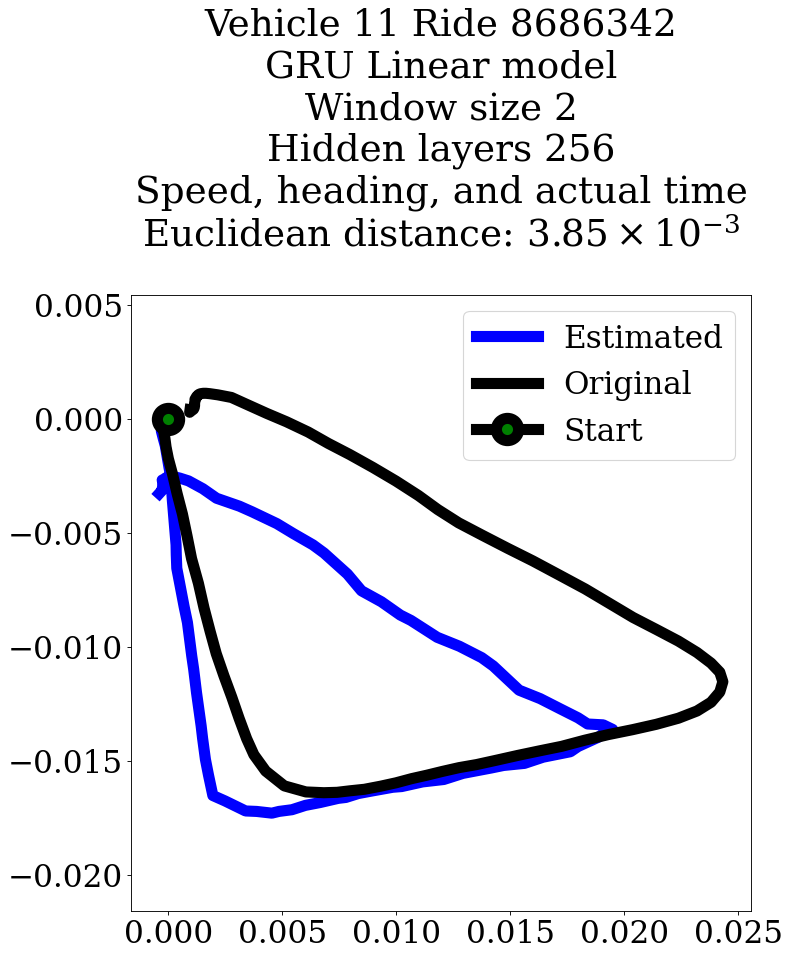 Vehicle 11 Ride 8686342
GRU Linear model
Window size 2
Hidden layers 256
Speed, heading, and actual time
Euclidean distance: 3.85 × 10⁻³
0.005
0.000
−0.005
−0.010
−0.015
−0.020
Estimated
Original
Start
0.000 0.005 0.010 0.015 0.020 0.025